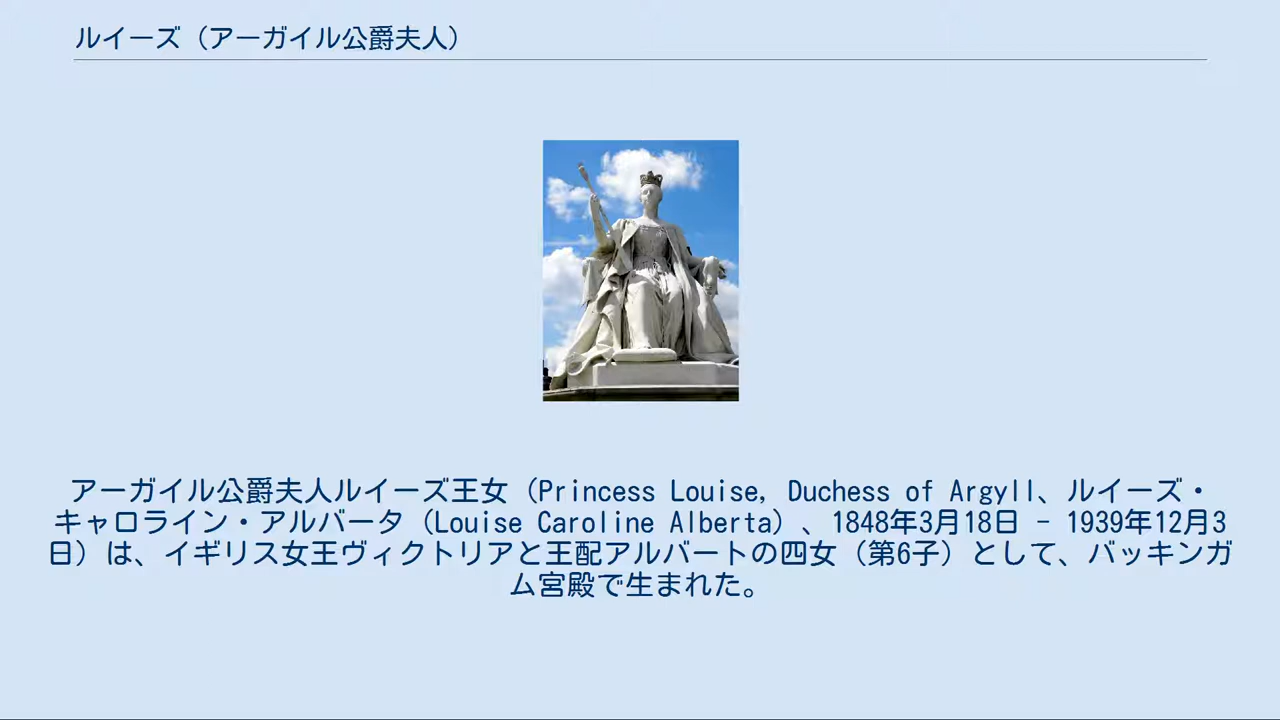 ルイーズ（アーガイル公爵夫人）
アーガイル公爵夫人ルイーズ王女（Princess Louise, Duchess of Argyll、ルイーズ・
キャロライン・アルバータ（Louise Caroline Alberta）、1848年3月18日 - 1939年12月3
日）は、イギリス女王ヴィクトリアと王配アルバートの四女（第6子）として、バッキンガ
ム宮殿で生まれた。